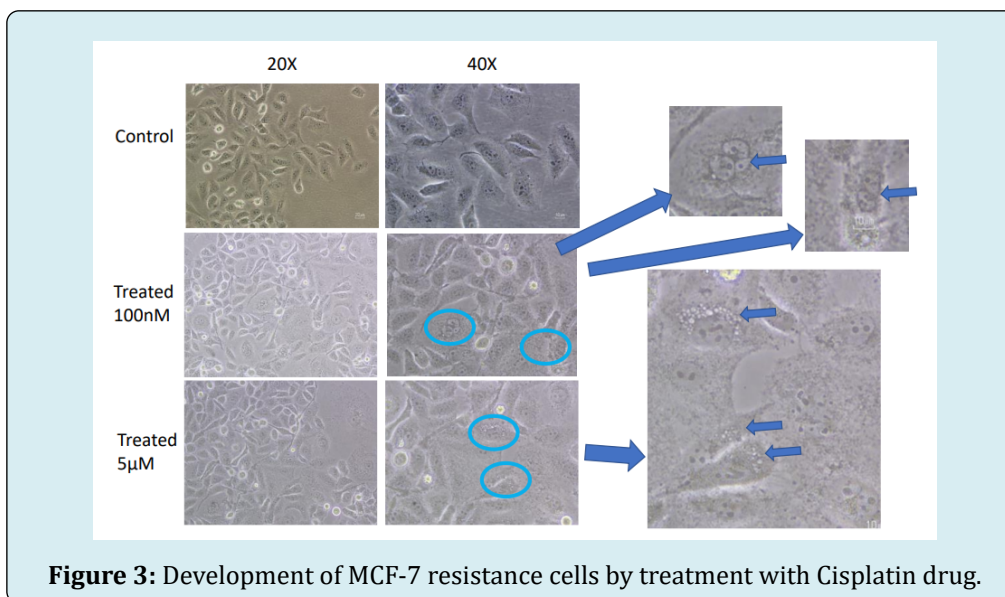 20X 40X
Control
Treated
100nM
Treated
5µM
Figure 3: Development of MCF-7 resistance cells by treatment with Cisplatin drug.